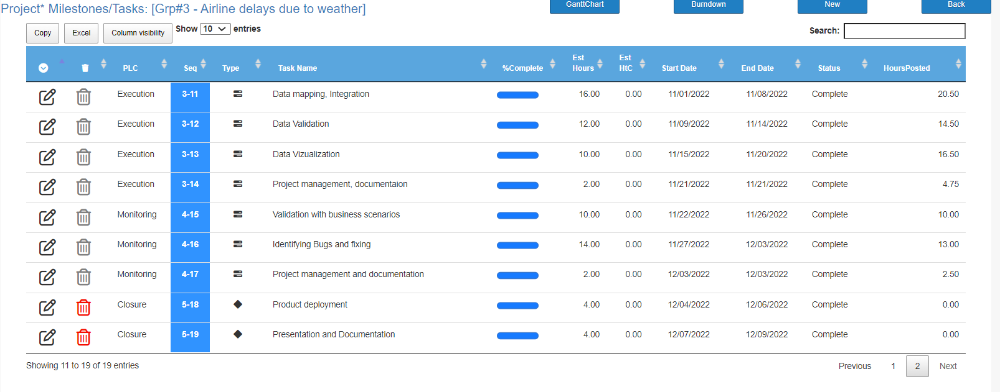 Project* Milestones/Tasks: [Grp#3 - Airline delays due to weather]
GanttChart Burndown New Back
Copy Excel Column visibility Show 10 entries Search:
PLC Seq Type Task Name %Complete Est Hours Est HtC Start Date End Date Status HoursPosted
Execution 3-11 Data mapping, Integration 16.00 0.00 11/01/2022 11/08/2022 Complete 20.50
Execution 3-12 Data Validation 12.00 0.00 11/09/2022 11/14/2022 Complete 14.50
Execution 3-13 Data Vizualization 10.00 0.00 11/15/2022 11/20/2022 Complete 16.50
Execution 3-14 Project management, documentaion 2.00 0.00 11/21/2022 11/21/2022 Complete 4.75
Monitoring 4-15 Validation with business scenarios 10.00 0.00 11/22/2022 11/26/2022 Complete 10.00
Monitoring 4-16 Identifying Bugs and fixing 14.00 0.00 11/27/2022 12/03/2022 Complete 13.00
Monitoring 4-17 Project management and documentation 2.00 0.00 12/03/2022 12/03/2022 Complete 2.50
Closure 5-18 Product deployment 4.00 0.00 12/04/2022 12/06/2022 Complete 0.00
Closure 5-19 Presentation and Documentation 4.00 0.00 12/07/2022 12/09/2022 Complete 0.00
Showing 11 to 19 of 19 entries Previous 1 2 Next